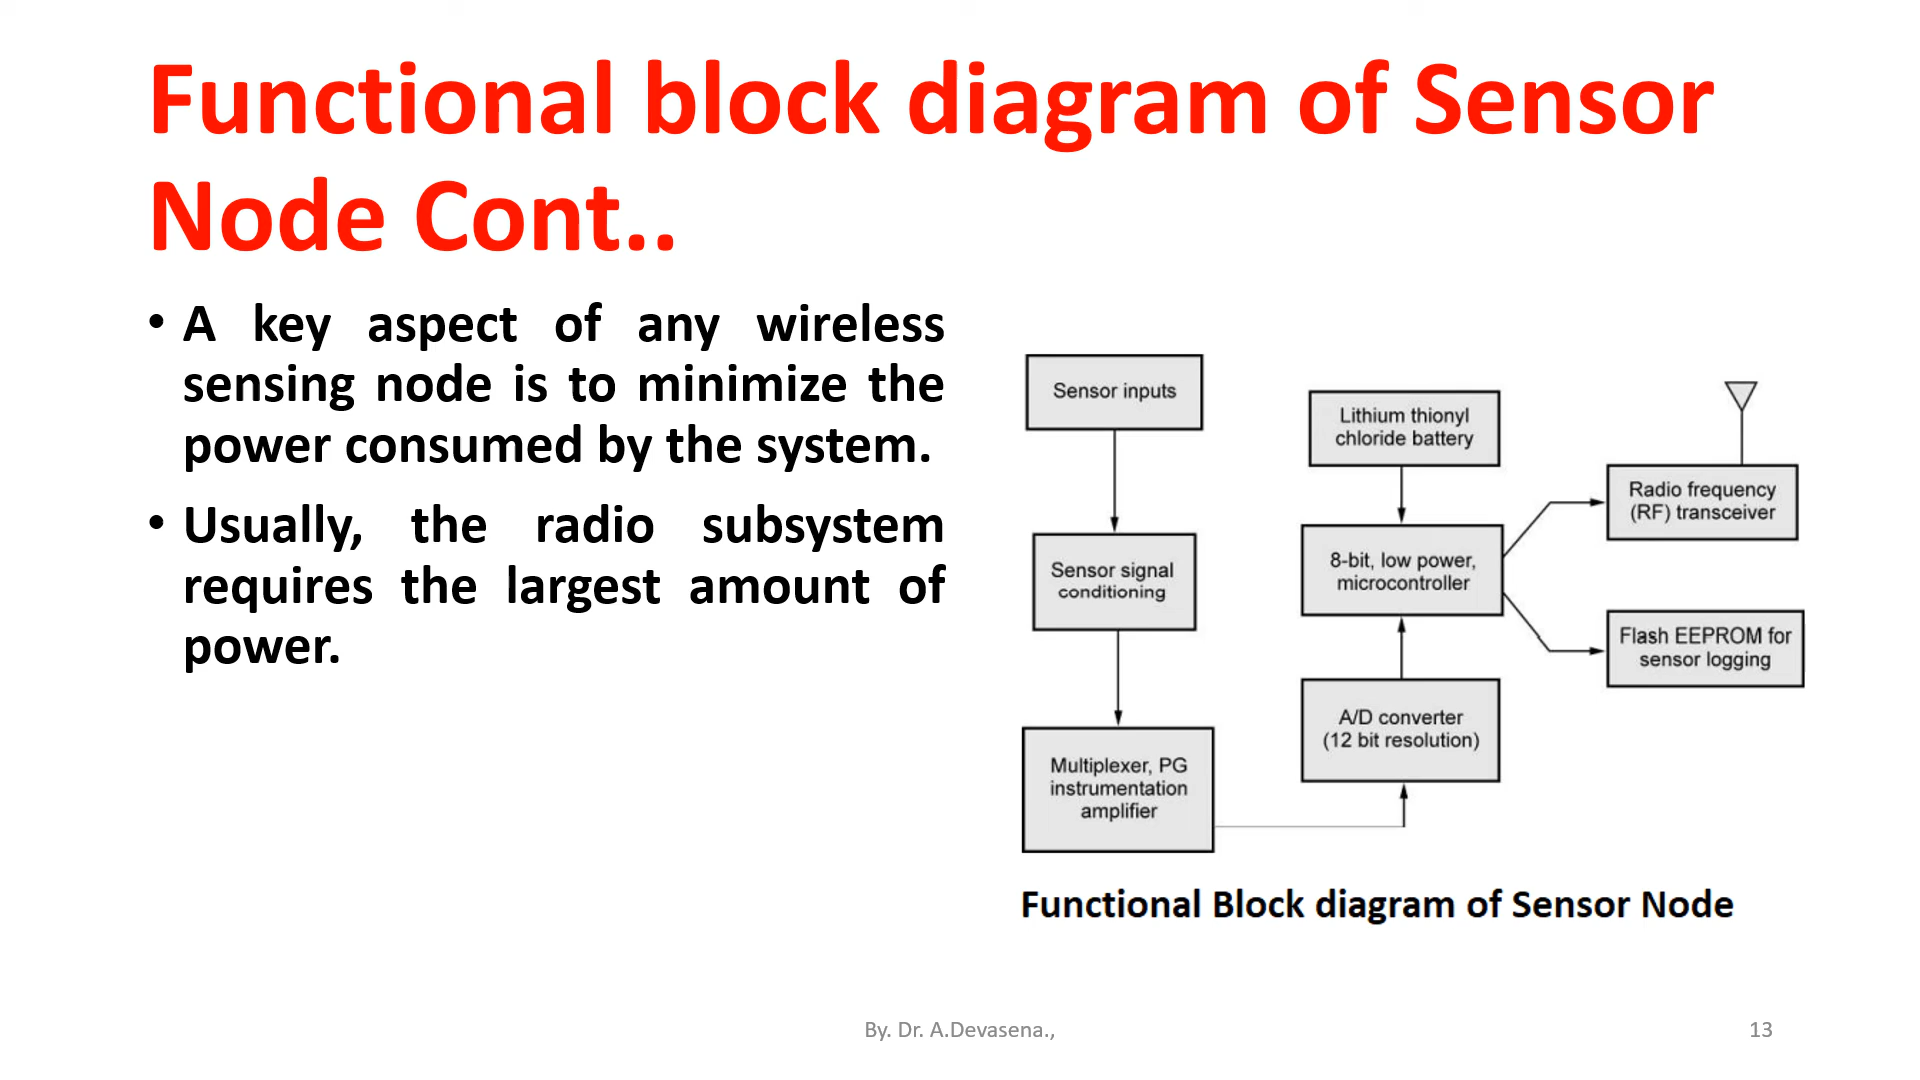 Functional block diagram of Sensor
Node Cont..
• A key aspect of any wireless
sensing node is to minimize the
power consumed by the system.
• Usually, the radio subsystem
requires the largest amount of
power.
Sensor inputs
Sensor signal
conditioning
Multiplexer, PG
instrumentation
amplifier
Lithium thionyl
chloride battery
8-bit, low power,
microcontroller
A/D converter
(12 bit resolution)
Radio frequency
(RF) transceiver
Flash EEPROM for
sensor logging
Functional Block diagram of Sensor Node
By. Dr. A.Devasena.,
13